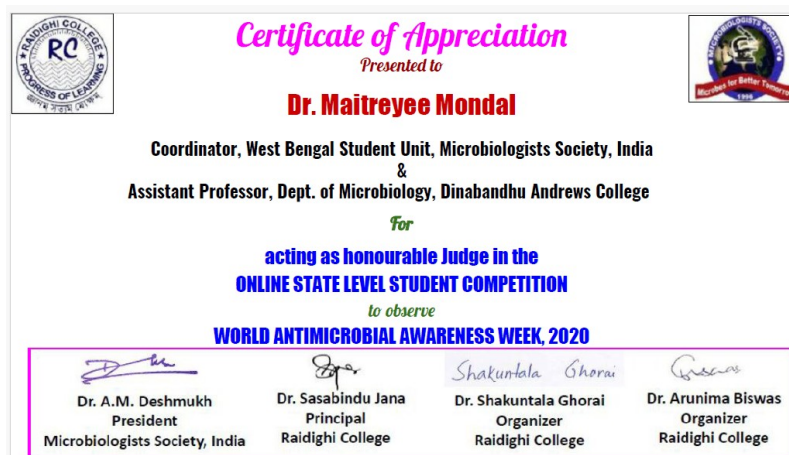 RAIDIGHI COLLEGE
RC
PROGRESS OF LEARNING
Certificate of Appreciation
Presented to
MICROBIOLOGISTS SOCIETY
Microbes for Better Tomorrow
1996
Dr. Maitreyee Mondal
Coordinator, West Bengal Student Unit, Microbiologists Society, India
&
Assistant Professor, Dept. of Microbiology, Dinabandhu Andrews College
For
acting as honourable Judge in the
ONLINE STATE LEVEL STUDENT COMPETITION
to observe
WORLD ANTIMICROBIAL AWARENESS WEEK, 2020
Shakuntala Ghorai
Dr. A.M. Deshmukh
President
Microbiologists Society, India
Dr. Sasabindu Jana
Principal
Raidighi College
Dr. Shakuntala Ghorai
Organizer
Raidighi College
Dr. Arunima Biswas
Organizer
Raidighi College